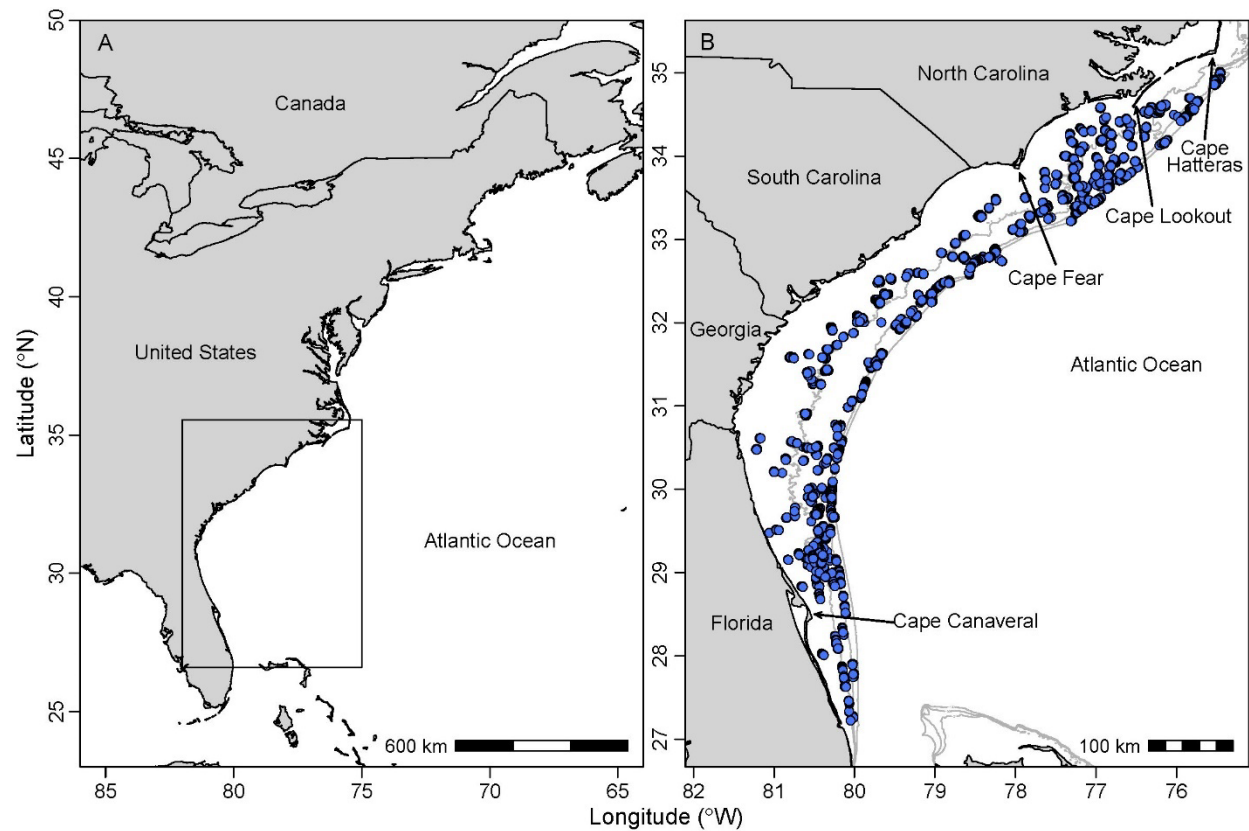 A
50
45
40
35
30
25
Latitude (°N)
Canada
United States
Atlantic Ocean
600 km
85
80
75
70
65
B
35
34
33
32
31
30
29
28
27
North Carolina
South Carolina
Cape
Hatteras
Cape Lookout
Cape Fear
Georgia
Atlantic Ocean
Florida
Cape Canaveral
100 km
82
81
80
79
78
77
76
Longitude (°W)